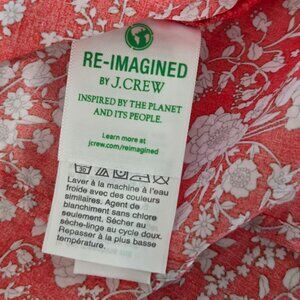 RE-IMAGINED
BY J.CREW
INSPIRED BY THE PLANET
AND ITS PEOPLE.
Learn more at
jcrew.com/reimagined
Laver à la machine à l'eau
froide avec des couleurs
similaires. Agent de
blanchiment sans chlore
seulement. Sécher au
sèche-linge au cycle doux.
Repasser à la plus basse
température.